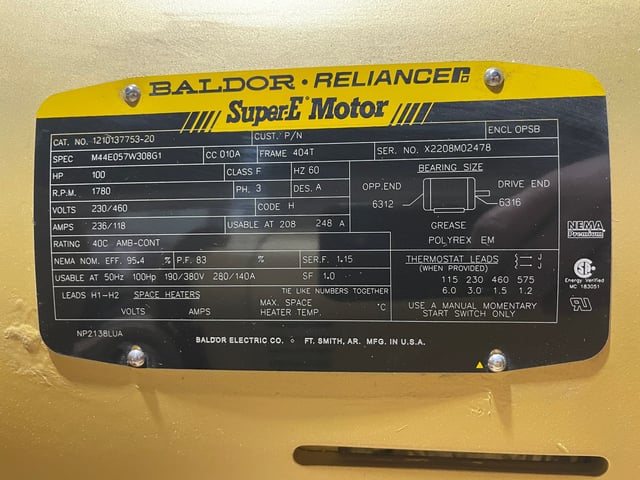 BALDOR • RELIANCE
Super-E Motor
CAT. NO. 1210137753-20 CUST. P/N ENCL OPSB
SPEC M44E057W308G1 CC 010A FRAME 404T SER. NO. X2208M02478
HP 100 CLASS F HZ 60
R.P.M. 1780 PH. 3 DES. A
VOLTS 230/460 CODE H
AMPS 236/118 USABLE AT 208 248 A
RATING 40C AMB-CONT
NEMA NOM. EFF. 95.4 % P.F. 83 % SER.F. 1.15
USABLE AT 50Hz 100Hp 190/380V 280/140A SF 1.0
LEADS H1-H2 SPACE HEATERS TIE LIKE NUMBERS TOGETHER
VOLTS AMPS MAX. SPACE HEATER TEMP. °C
NP2138LUA
BEARING SIZE
OPP.END DRIVE END
6312 6316
GREASE
POLYREX EM
THERMOSTAT LEADS J
(WHEN PROVIDED) J
115 230 460 575
6.0 3.0 1.5 1.2
USE A MANUAL MOMENTARY
START SWITCH ONLY
NEMA
Premium
Energy Verified
MC 183051
BALDOR ELECTRIC CO. ⋄ FT. SMITH, AR. MFG. IN U.S.A.